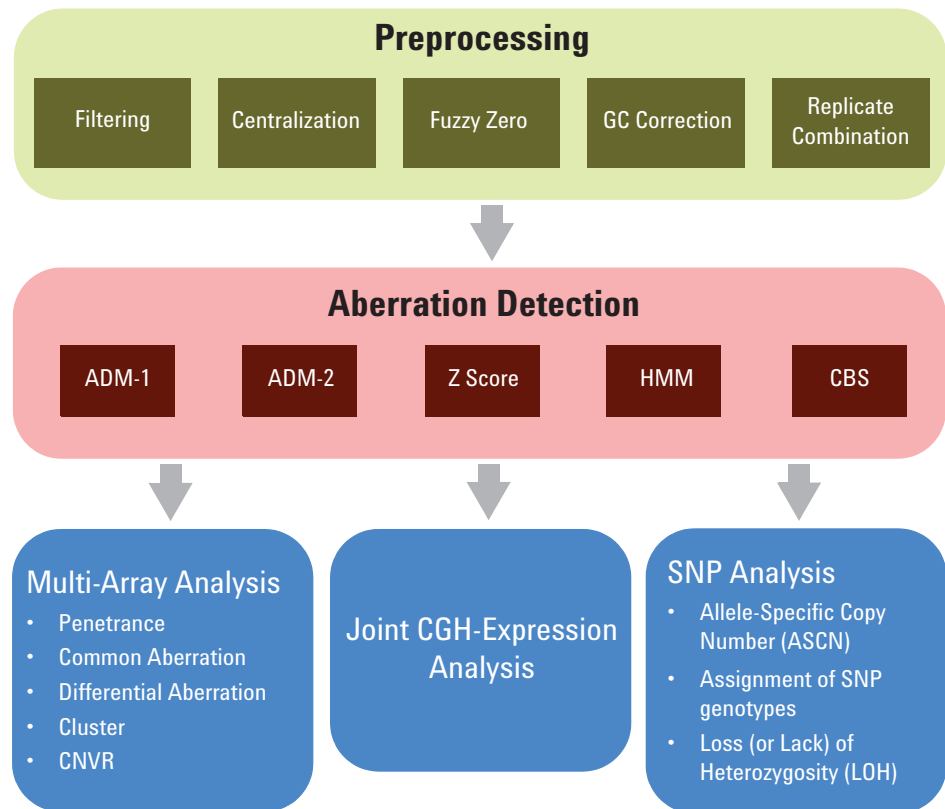 Preprocessing
Filtering
Centralization
Fuzzy Zero
GC Correction
Replicate
Combination
Aberration Detection
ADM-1
ADM-2
Z Score
HMM
CBS
Multi-Array Analysis
• Penetrance
• Common Aberration
• Differential Aberration
• Cluster
• CNVR
Joint CGH-Expression
Analysis
SNP Analysis
• Allele-Specific Copy
Number (ASCN)
• Assignment of SNP
genotypes
• Loss (or Lack) of
Heterozygosity (LOH)